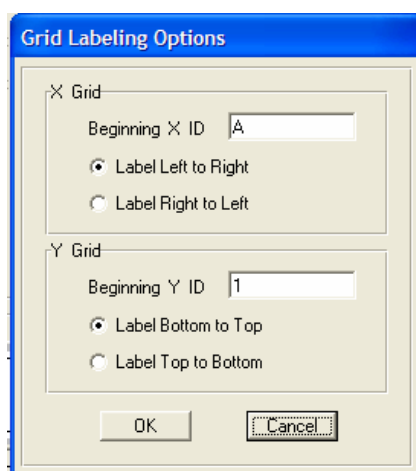 Grid Labeling Options
X Grid
Beginning X ID A
Label Left to Right
Label Right to Left
Y Grid
Beginning Y ID 1
Label Bottom to Top
Label Top to Bottom
OK Cancel